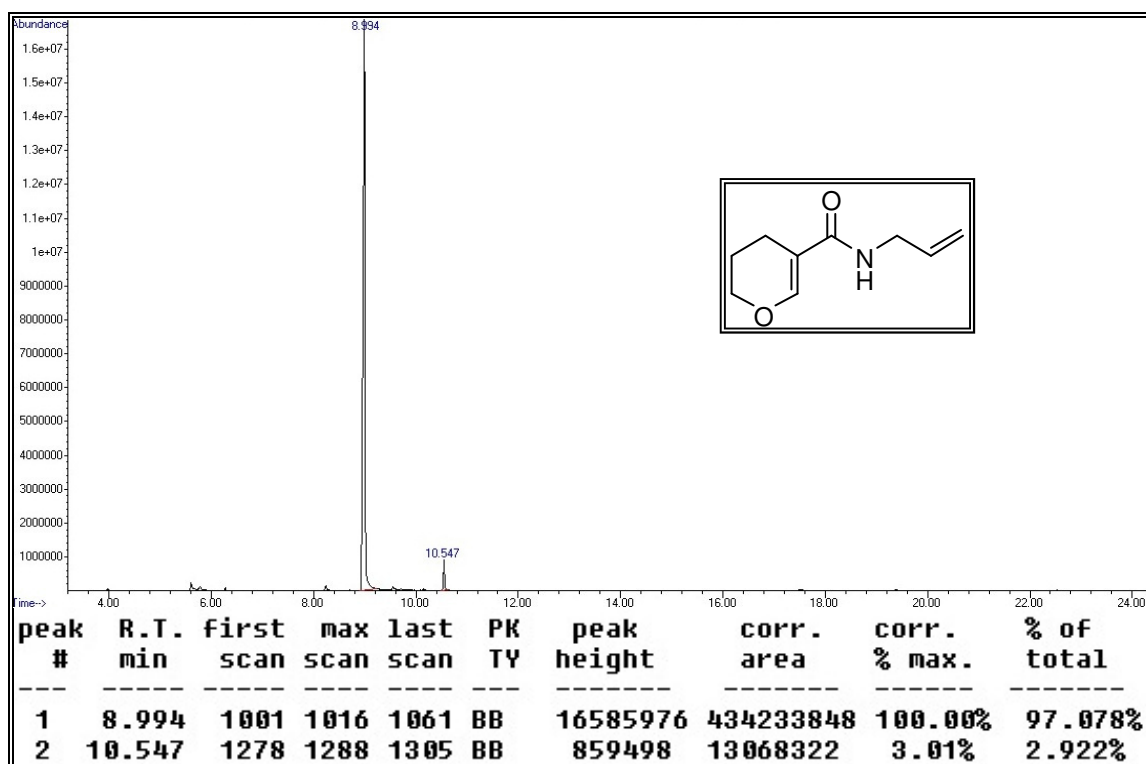 Abundance
8.994
1.6e+07
1.5e+07
1.4e+07
1.3e+07
1.2e+07
1.1e+07
1e+07
9000000
8000000
7000000
6000000
5000000
4000000
3000000
2000000
1000000
O
N
H
O
10.547
Time--> 4.00 6.00 8.00 10.00 12.00 14.00 16.00 18.00 20.00 22.00 24.00
peak R.T. first max last PK peak corr. corr. % of
# min scan scan scan TY height area % max. total
--- ----- ----- ---- ---- --- -------- -------- ------ -------
1 8.994 1001 1016 1061 BB 16585976 434233848 100.00% 97.078%
2 10.547 1278 1288 1305 BB 859498 13068322 3.01% 2.922%